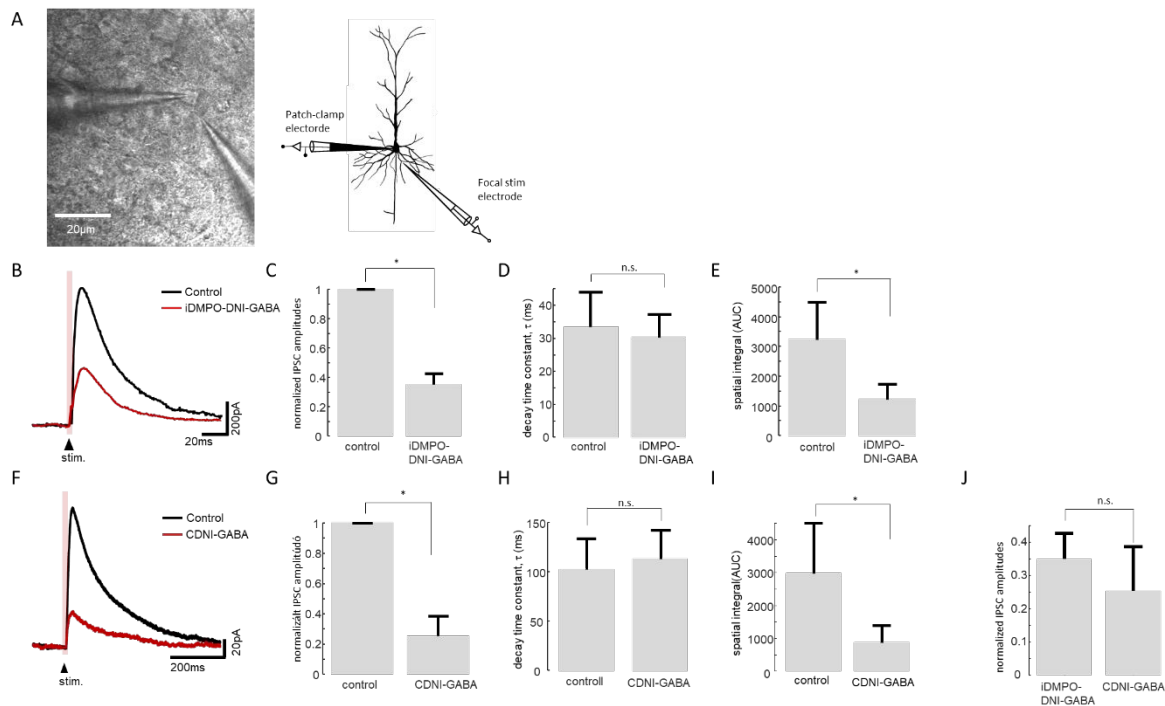 A
Patch-clamp
electorde
Focal stim
electrode
20µm
B
Control
iDMPO-DNI-GABA
200pA
20ms
stim.
C
*
normalized IPSC amplitudes
1
0.8
0.6
0.4
0.2
0
control
iDMPO-
DNI-GABA
D
n.s.
decay time constant, τ (ms)
40
30
20
10
0
control
iDMPO-
DNI-GABA
E
*
spatial integral (AUC)
5000
4000
3000
2000
1000
0
control
iDMPO-
DNI-GABA
F
Control
CDNI-GABA
20pA
200ms
stim.
G
*
normalizált IPSC amplitúdó
1
0.8
0.6
0.4
0.2
0
control
CDNI-GABA
H
n.s.
decay time constant, τ (ms)
150
100
50
0
controll
CDNI-GABA
I
*
spatial integral(AUC)
4000
3000
2000
1000
0
control
CDNI-GABA
J
n.s.
normalized IPSC amplitudes
0.4
0.3
0.2
0.1
0
iDMPO-
DNI-GABA
CDNI-GABA